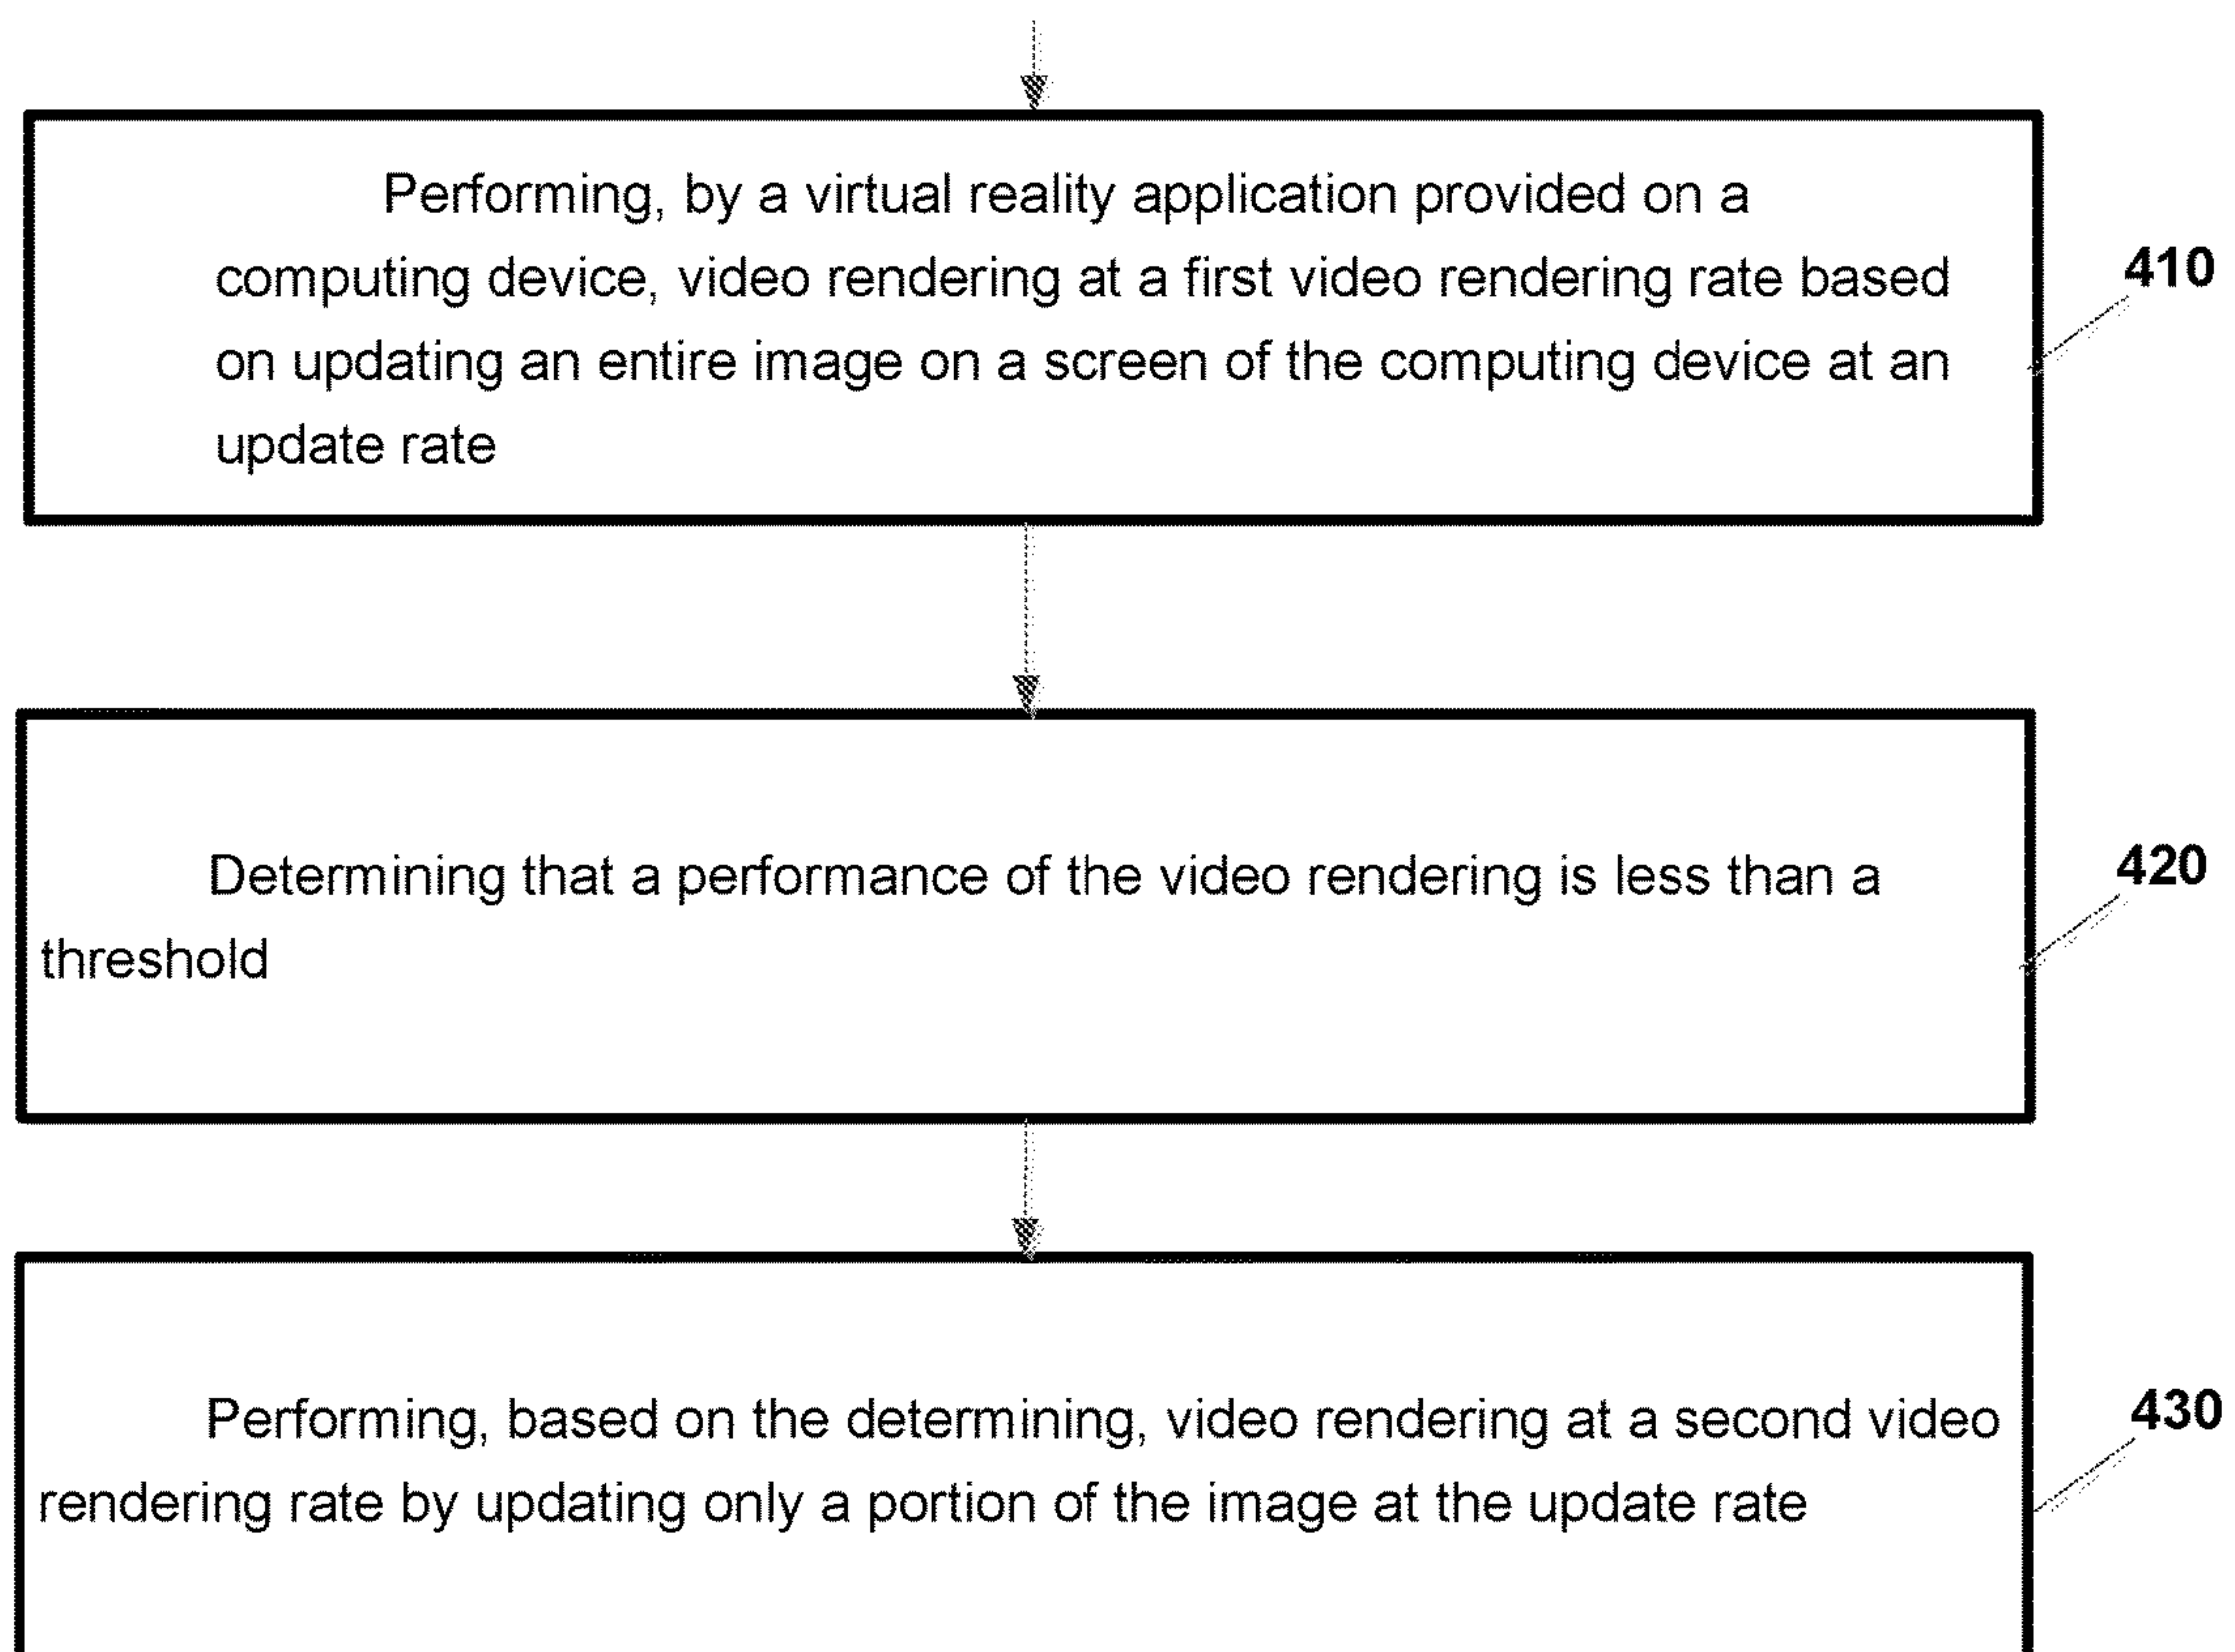 Performing, by a virtual reality application provided on a
computing device, video rendering at a first video rendering rate based
on updating an entire image on a screen of the computing device at an
update rate
410
Determining that a performance of the video rendering is less than a
threshold
420
Performing, based on the determining, video rendering at a second video
rendering rate by updating only a portion of the image at the update rate
430